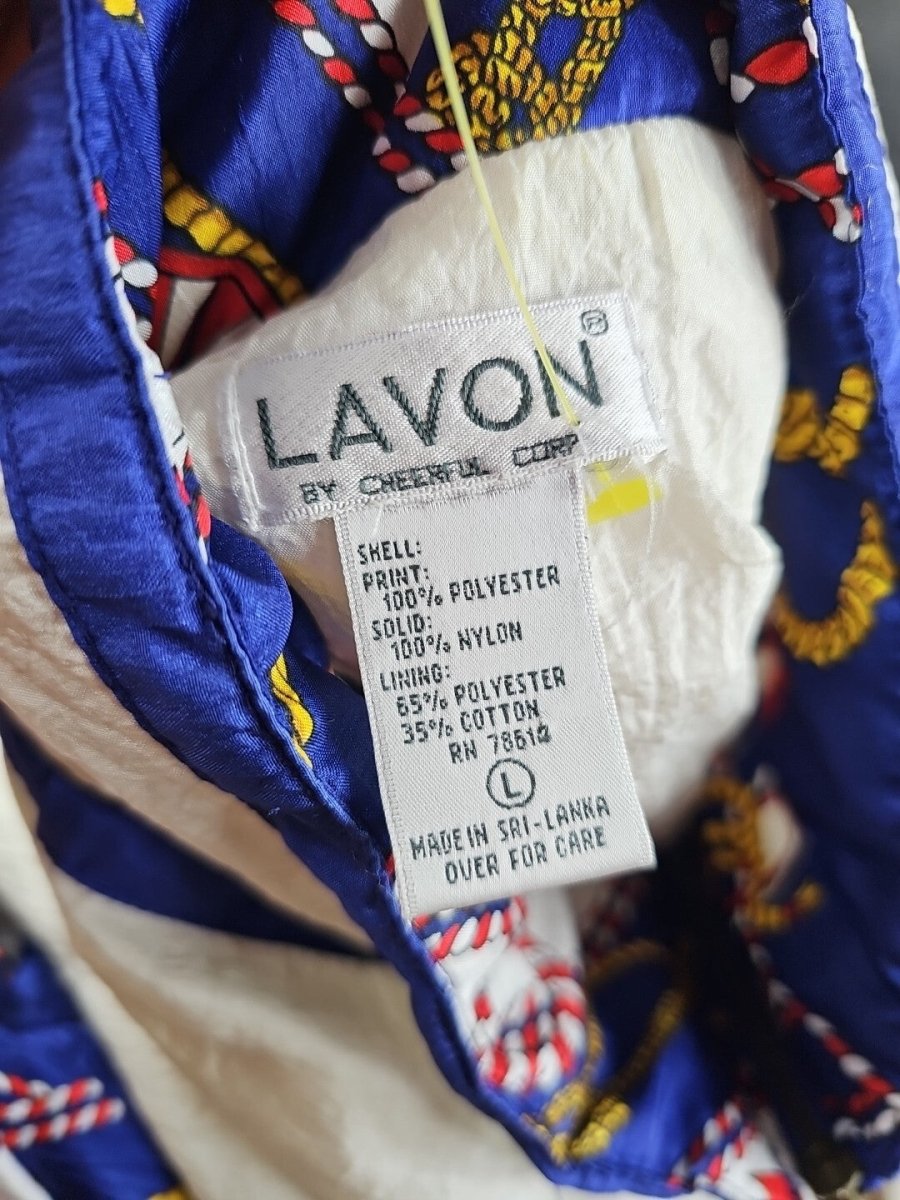 LAVON®
BY CHEERFUL CORP
SHELL:
PRINT:
100% POLYESTER
SOLID:
100% NYLON
LINING:
65% POLYESTER
35% COTTON
RN
L
MADE IN SRI-LANKA
OVER FOR CARE